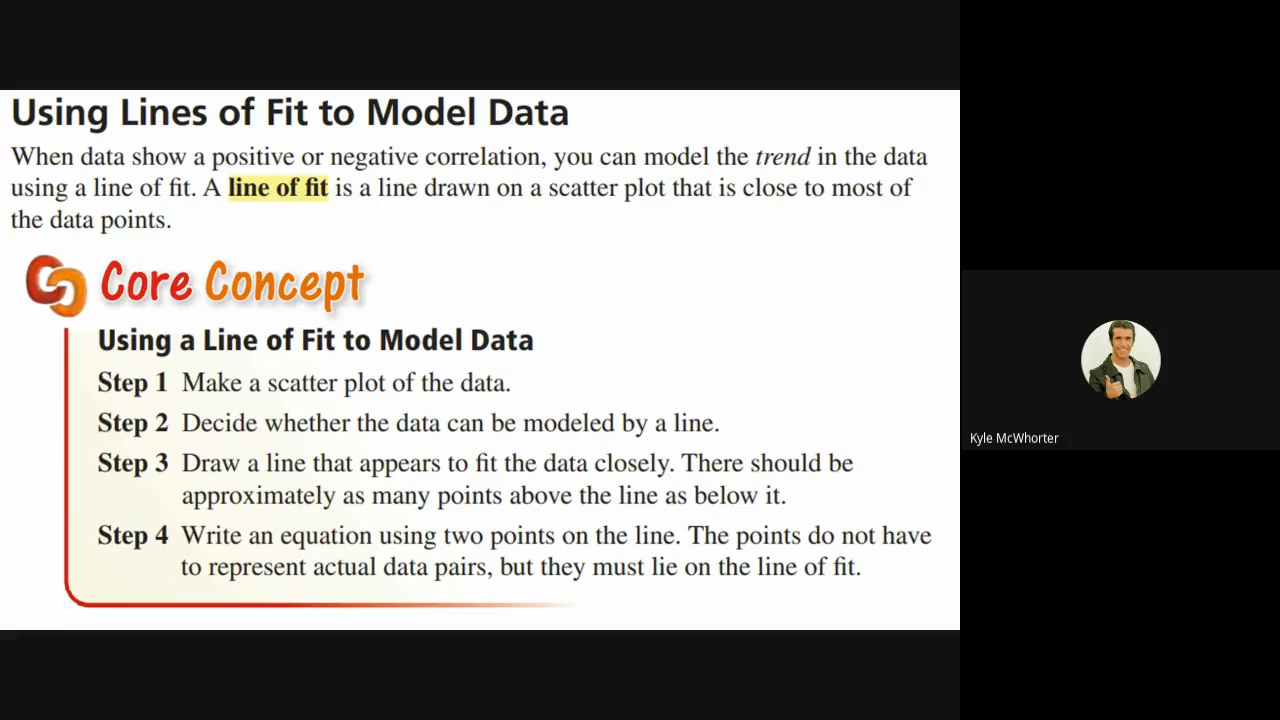 Using Lines of Fit to Model Data
When data show a positive or negative correlation, you can model the trend in the data
using a line of fit. A line of fit is a line drawn on a scatter plot that is close to most of
the data points.
Core Concept
Using a Line of Fit to Model Data
Step 1 Make a scatter plot of the data.
Step 2 Decide whether the data can be modeled by a line.
Step 3 Draw a line that appears to fit the data closely. There should be
approximately as many points above the line as below it.
Step 4 Write an equation using two points on the line. The points do not have
to represent actual data pairs, but they must lie on the line of fit.
Kyle McWhorter